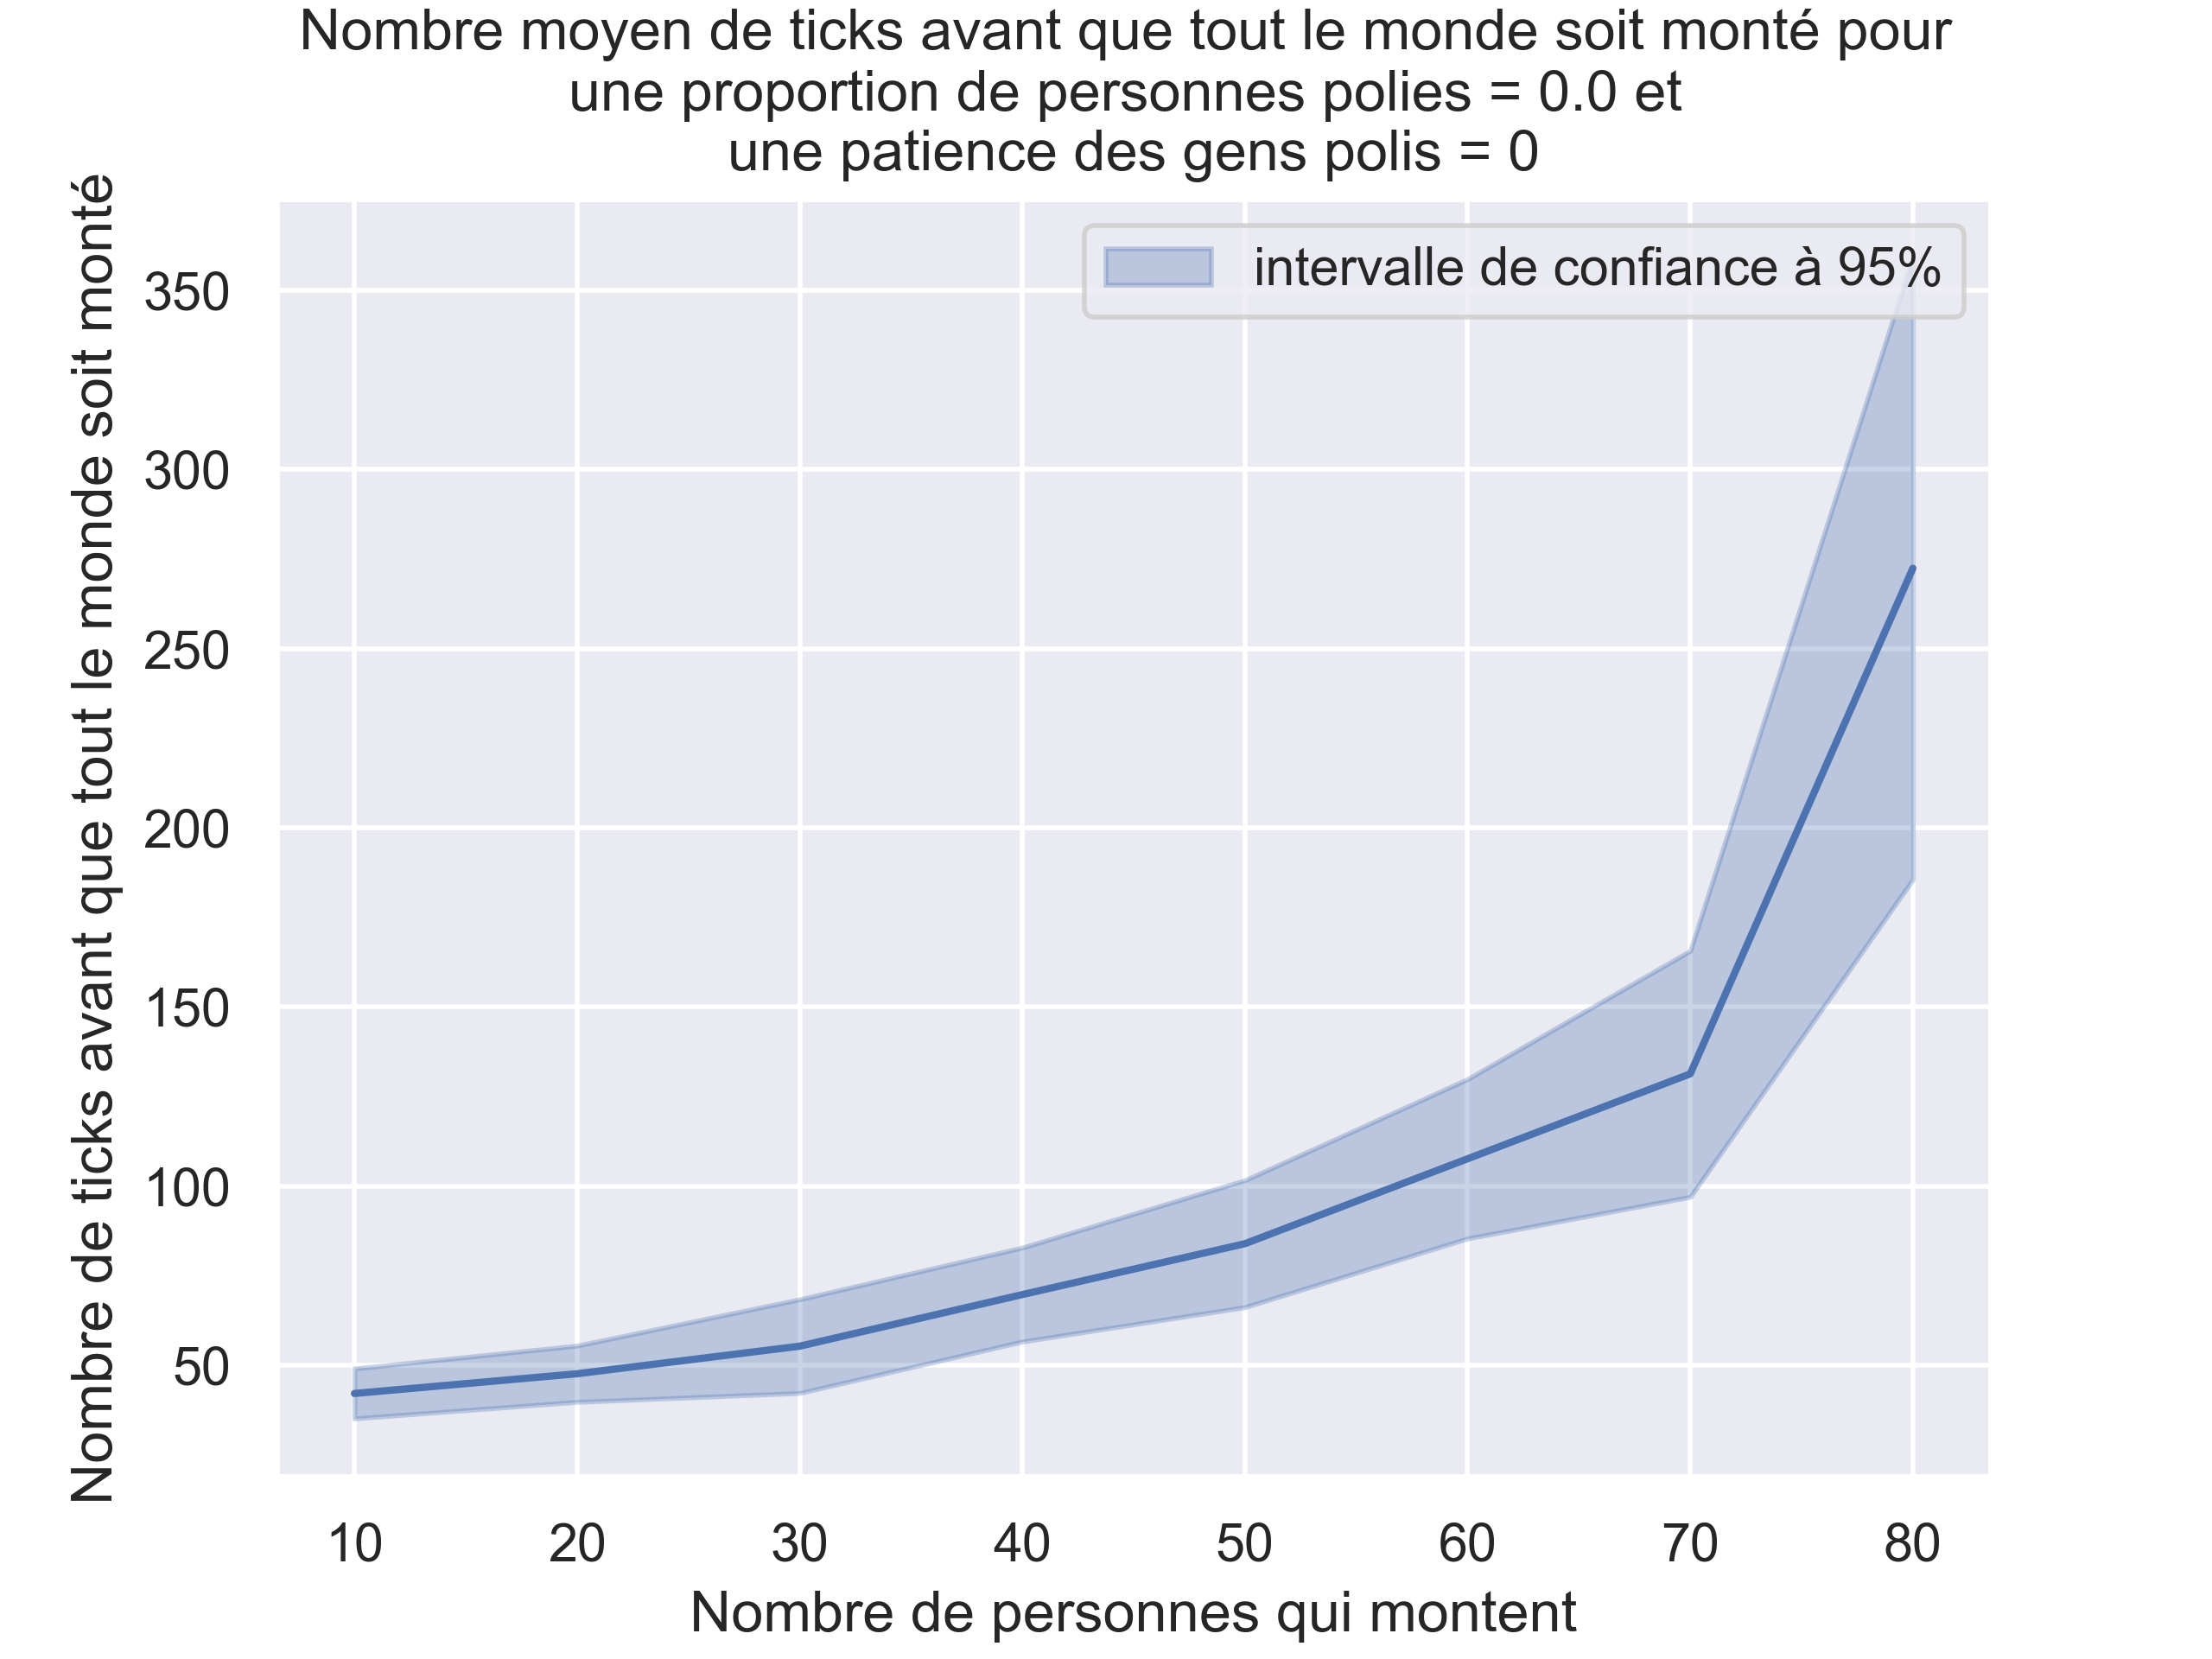 Nombre moyen de ticks avant que tout le monde soit monté pour
une proportion de personnes polies = 0.0 et
une patience des gens polis = 0
Nombre de ticks avant que tout le monde soit monté
intervalle de confiance à 95%
350
300
250
200
150
100
50
10 20 30 40 50 60 70 80
Nombre de personnes qui montent